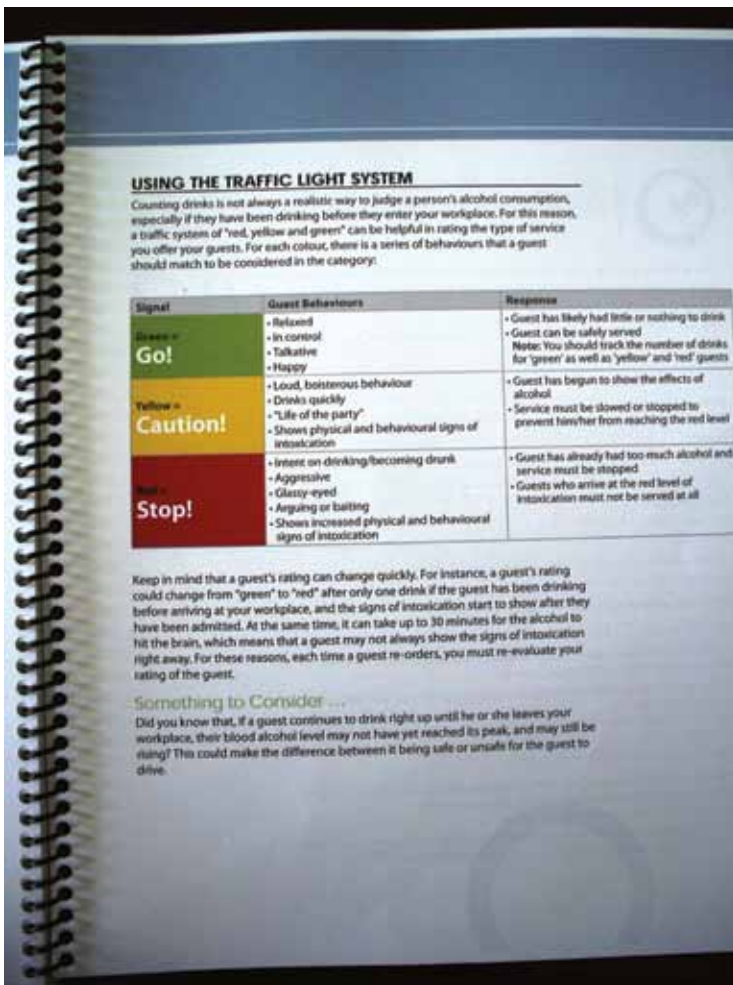 USING THE TRAFFIC LIGHT SYSTEM
Counting drinks is not always a realistic way to judge a person's alcohol consumption,
especially if they have been drinking before they enter your workplace. For this reason,
a traffic system of "red, yellow and green" can be helpful in rating the type of service
you offer your guests. For each colour, there is a series of behaviours that a guest
should match to be considered in the category:
Signal
Guest Behaviours
Response
Green =
Go!
• Relaxed
• In control
• Talkative
• Happy
• Guest has likely had little or nothing to drink
• Guest can be safely served
Note: You should track the number of drinks
for 'green' as well as 'yellow' and 'red' guests
Yellow =
Caution!
• Loud, boisterous behaviour
• Drinks quickly
• "Life of the party"
• Shows physical and behavioural signs of
intoxication
• Guest has begun to show the effects of
alcohol
• Service must be slowed or stopped to
prevent him/her from reaching the red level
Red =
Stop!
• Intent on drinking/becoming drunk
• Aggressive
• Glassy-eyed
• Arguing or baiting
• Shows increased physical and behavioural
signs of intoxication
• Guest has already had too much alcohol and
service must be stopped
• Guests who arrive at the red level of
intoxication must not be served at all
Keep in mind that a guest's rating can change quickly. For instance, a guest's rating
could change from "green" to "red" after only one drink if the guest has been drinking
before arriving at your workplace, and the signs of intoxication start to show after they
have been admitted. At the same time, it can take up to 30 minutes for the alcohol to
hit the brain, which means that a guest may not always show the signs of intoxication
right away. For these reasons, each time a guest re-orders, you must re-evaluate your
rating of the guest.
Something to Consider ...
Did you know that, if a guest continues to drink right up until he or she leaves your
workplace, their blood alcohol level may not have yet reached its peak, and may still be
rising? This could make the difference between it being safe or unsafe for the guest to
drive.